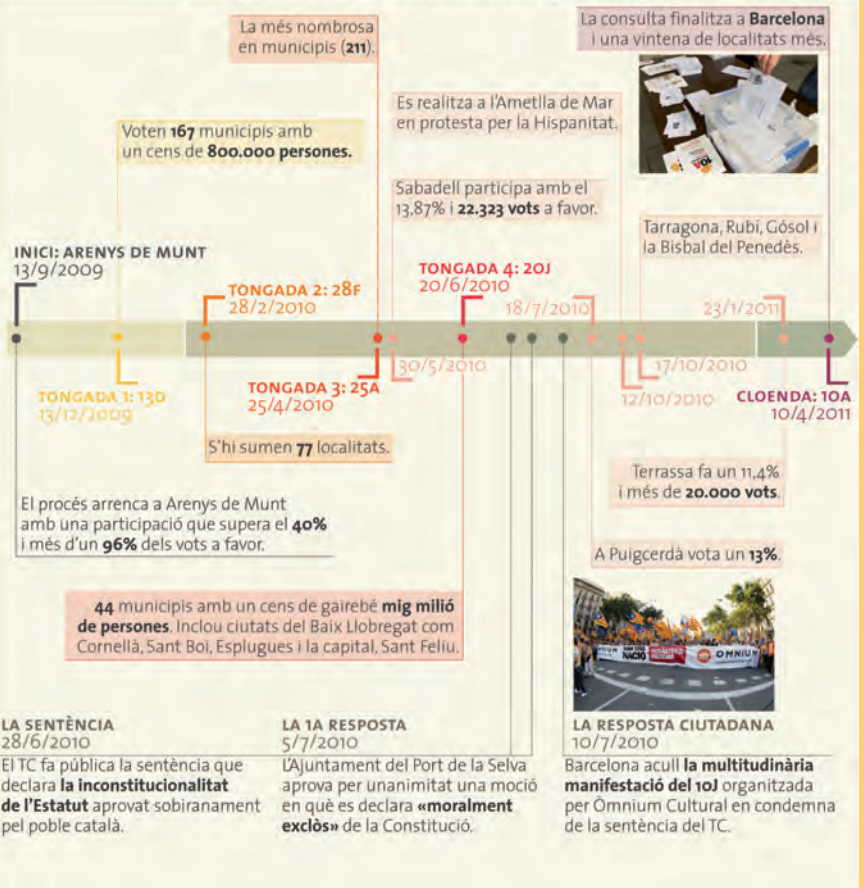 La més nombrosa
en municipis (211).
La consulta finalitza a Barcelona
i una vintena de localitats més.
Es realitza a l'Ametlla de Mar
en protesta per la Hispanitat.
Voten 167 municipis amb
un cens de 800.000 persones.
Sabadell participa amb el
13,87% i 22.323 vots a favor.
Tarragona, Rubí, Gósol i
la Bisbal del Penedès.
INICI: ARENYS DE MUNT
13/9/2009
TONGADA 2: 28F
28/2/2010
TONGADA 4: 20J
20/6/2010
18/7/2010
23/1/2011
TONGADA 1: 13D
13/12/2009
TONGADA 3: 25A
25/4/2010
30/5/2010
12/10/2010
17/10/2010
CLOENDA: 10A
10/4/2011
S'hi sumen 77 localitats.
Terrassa fa un 11,4%
i més de 20.000 vots.
El procés arrenca a Arenys de Munt
amb una participació que supera el 40%
i més d'un 96% dels vots a favor.
A Puigcerdà vota un 13%.
44 municipis amb un cens de gairebé mig milió
de persones. Inclou ciutats del Baix Llobregat com
Cornellà, Sant Boi, Esplugues i la capital, Sant Feliu.
NACIÓ
OMNIUM
LA SENTÈNCIA
28/6/2010
El TC fa pública la sentència que
declara la inconstitucionalitat
de l'Estatut aprovat sobiranament
pel poble català.
LA 1A RESPOSTA
5/7/2010
L'Ajuntament del Port de la Selva
aprova per unanimitat una moció
en què es declara «moralment
exclòs» de la Constitució.
LA RESPOSTA CIUTADANA
10/7/2010
Barcelona acull la multitudinària
manifestació del 10J organitzada
per Òmnium Cultural en condemna
de la sentència del TC.